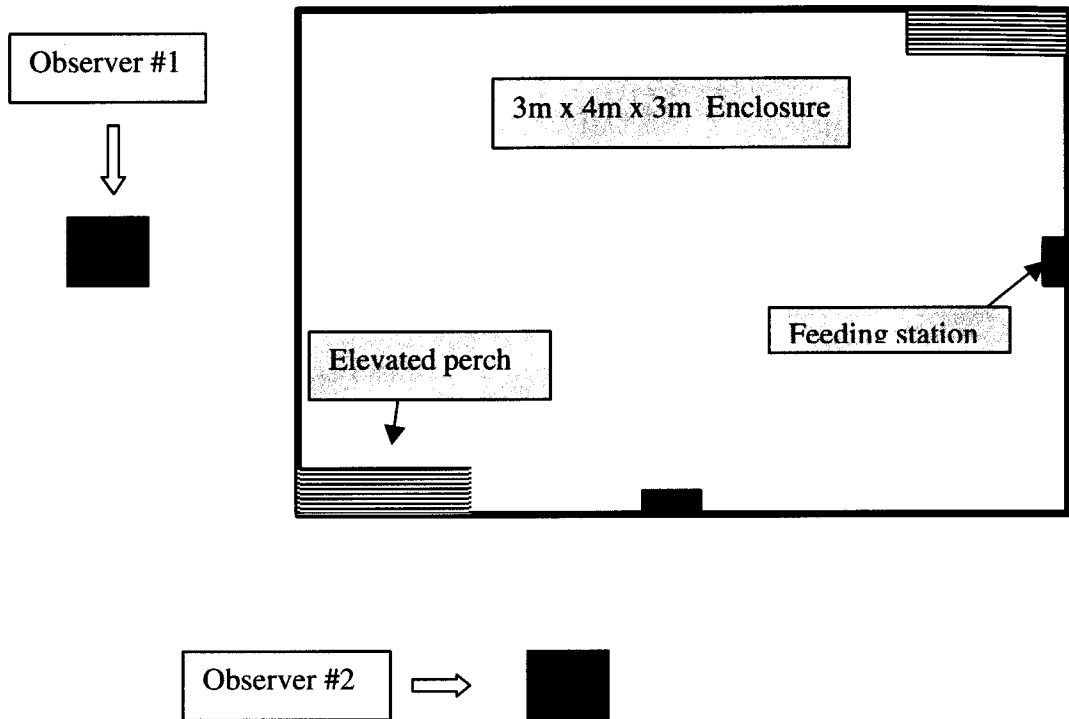 Observer #1
3m x 4m x 3m Enclosure
Feeding station
Elevated perch
Observer #2